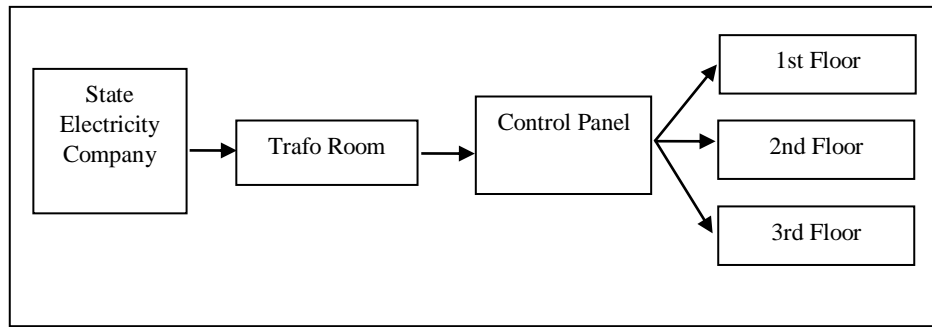 State
Electricity
Company
Trafo Room
Control Panel
1st Floor
2nd Floor
3rd Floor